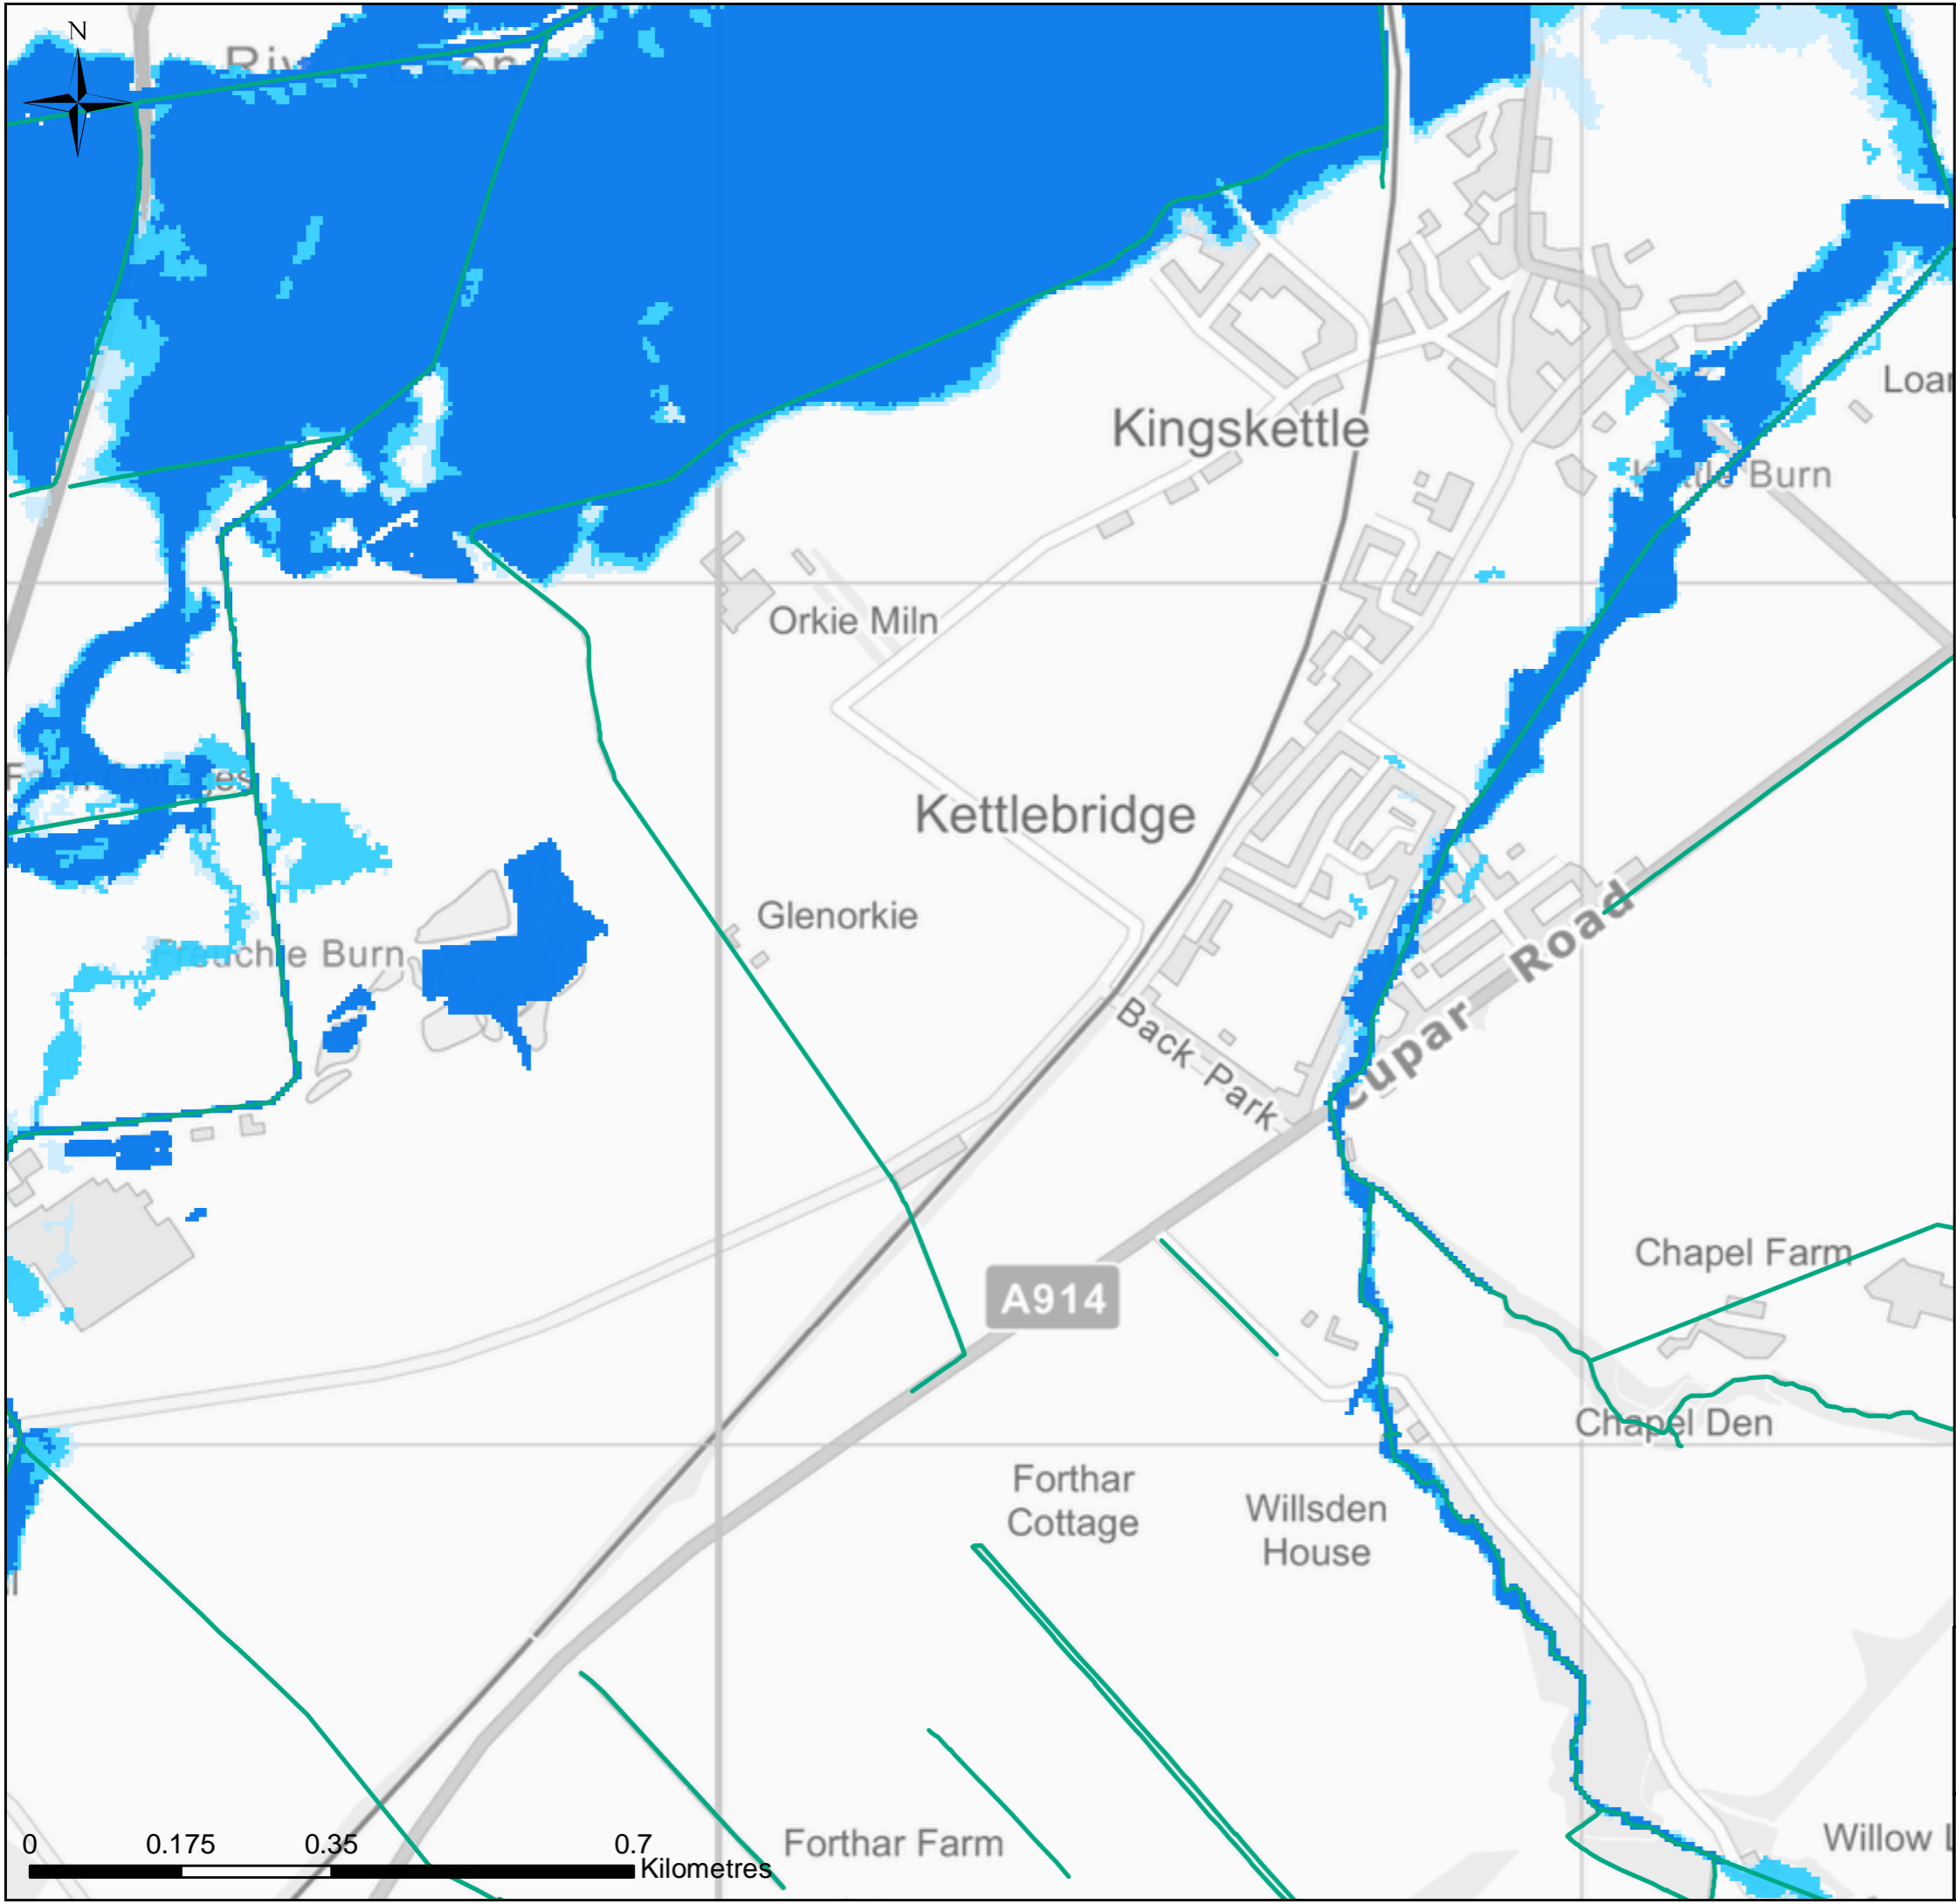 N
Kingskettle
Loar
Burn
Orkie Miln
Kettlebridge
Glenorkie
Burn
Back Park
Cupar Road
A914
Chapel Farm
Chapel Den
Forthar
Cottage
Willsden
House
Forthar Farm
Willow L
0 0.175 0.35 0.7
Kilometres